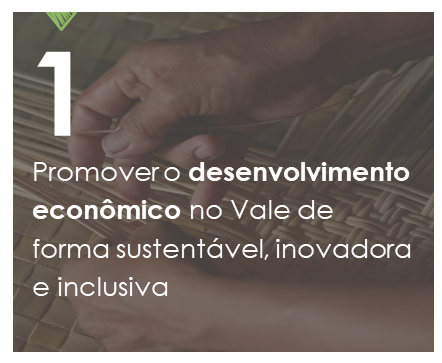 1
Promover o desenvolvimento
econômico no Vale de
forma sustentável, inovadora
e inclusiva